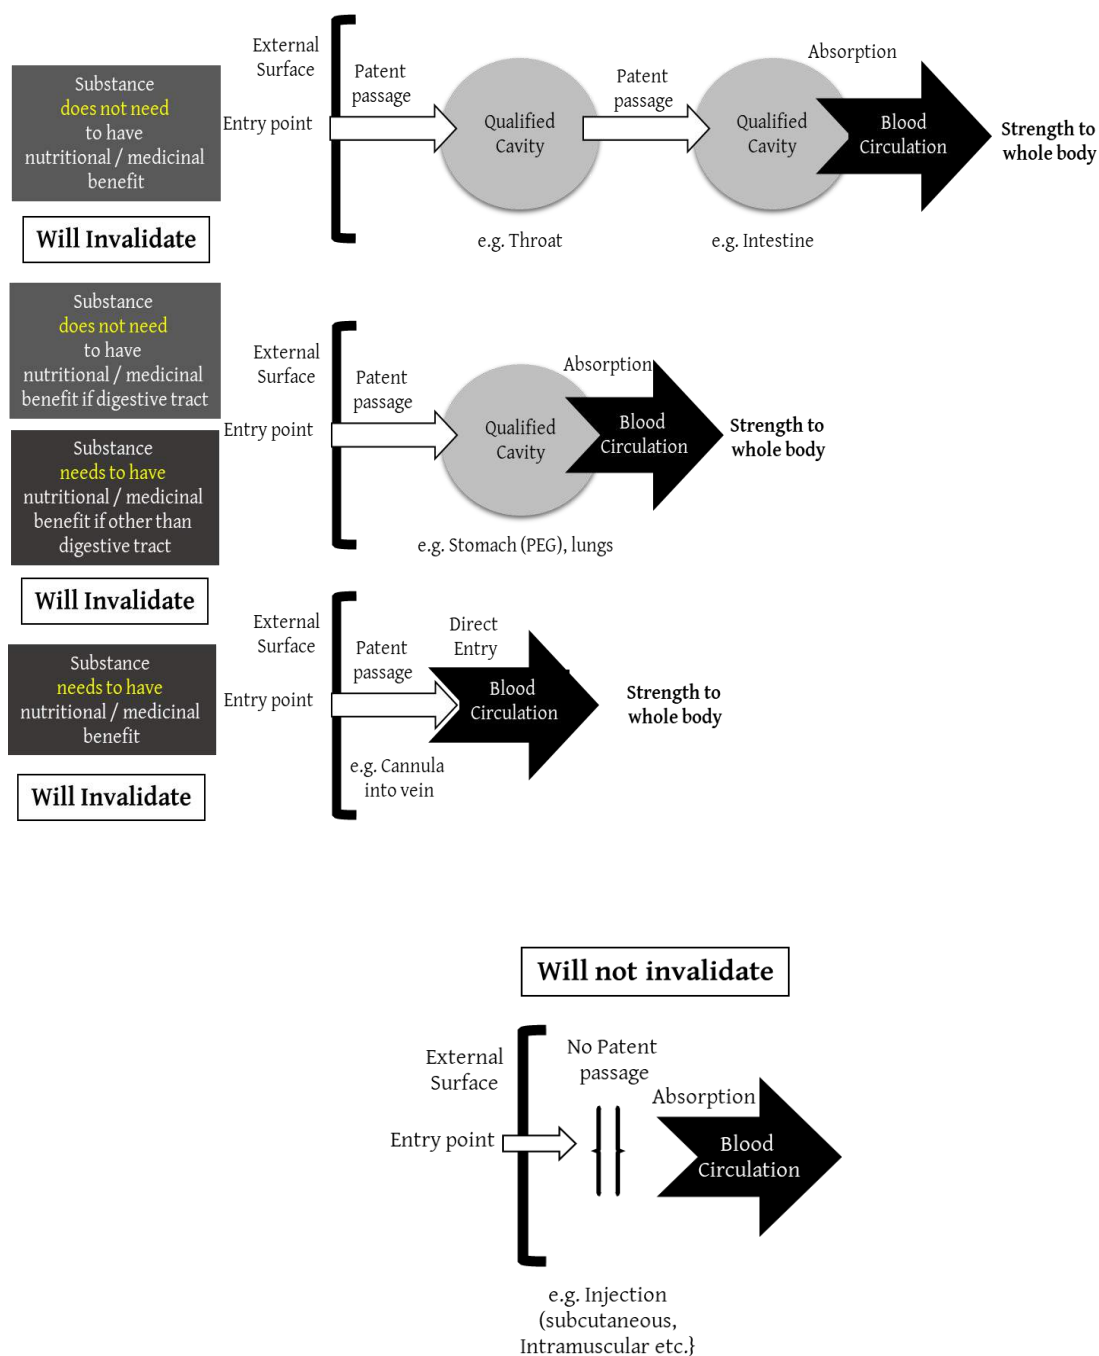 Substance
does not need
to have
nutritional / medicinal
benefit
Will Invalidate
External
Surface
Entry point
Patent
passage
Qualified
Cavity
e.g. Throat
Patent
passage
Qualified
Cavity
e.g. Intestine
Absorption
Blood
Circulation
Strength to
whole body
Substance
does not need
to have
nutritional / medicinal
benefit if digestive tract
Substance
needs to have
nutritional / medicinal
benefit if other than
digestive tract
Will Invalidate
External
Surface
Entry point
Patent
passage
Qualified
Cavity
e.g. Stomach (PEG), lungs
Absorption
Blood
Circulation
Strength to
whole body
Substance
needs to have
nutritional / medicinal
benefit
Will Invalidate
External
Surface
Entry point
Patent
passage
e.g. Cannula
into vein
Direct
Entry
Blood
Circulation
Strength to
whole body
Will not invalidate
External
Surface
Entry point
No Patent
passage
Absorption
Blood
Circulation
e.g. Injection
(subcutaneous,
Intramuscular etc.}